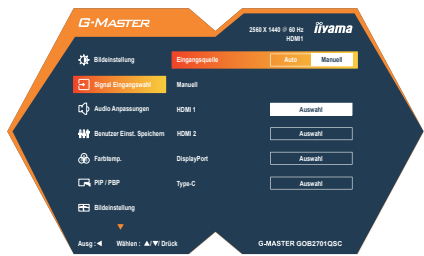 G-MASTER
2560 X 1440 @ 60 Hz
HDMI1
iiyama
Bildeinstellung
Eingangsquelle Auto Manuell
Signal Eingangswahl Manuell
Audio Anpassungen HDMI 1 Auswahl
Benutzer Einst. Speichern HDMI 2 Auswahl
Farbtemp. DisplayPort Auswahl
PIP / PBP Type-C Auswahl
Bildeinstellung
Ausg : ◀ Wählen : ▲/▼/ Drück G-MASTER GOB2701QSC